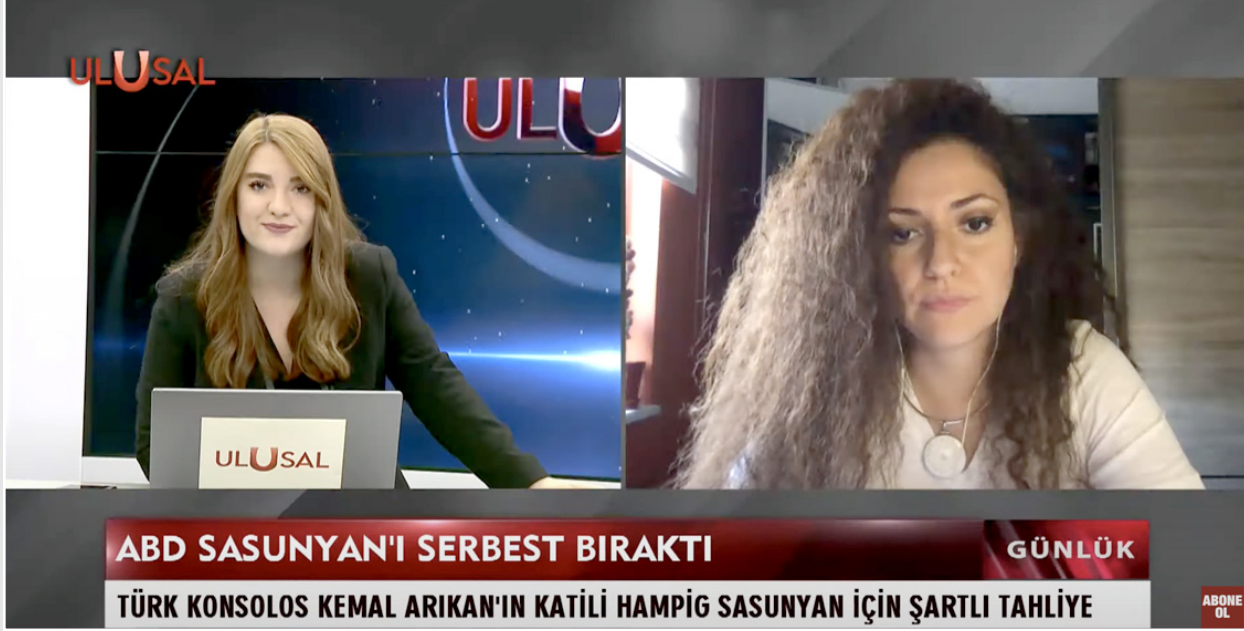 ULUSAL
ULU
ULUSAL
ABD SASUNYAN'I SERBEST BIRAKTI
GÜNLÜK
TÜRK KONSOLOS KEMAL ARIKAN'IN KATİLİ HAMPİG SASUNYAN İÇİN ŞARTLI TAHLİYE
ABONE
OL